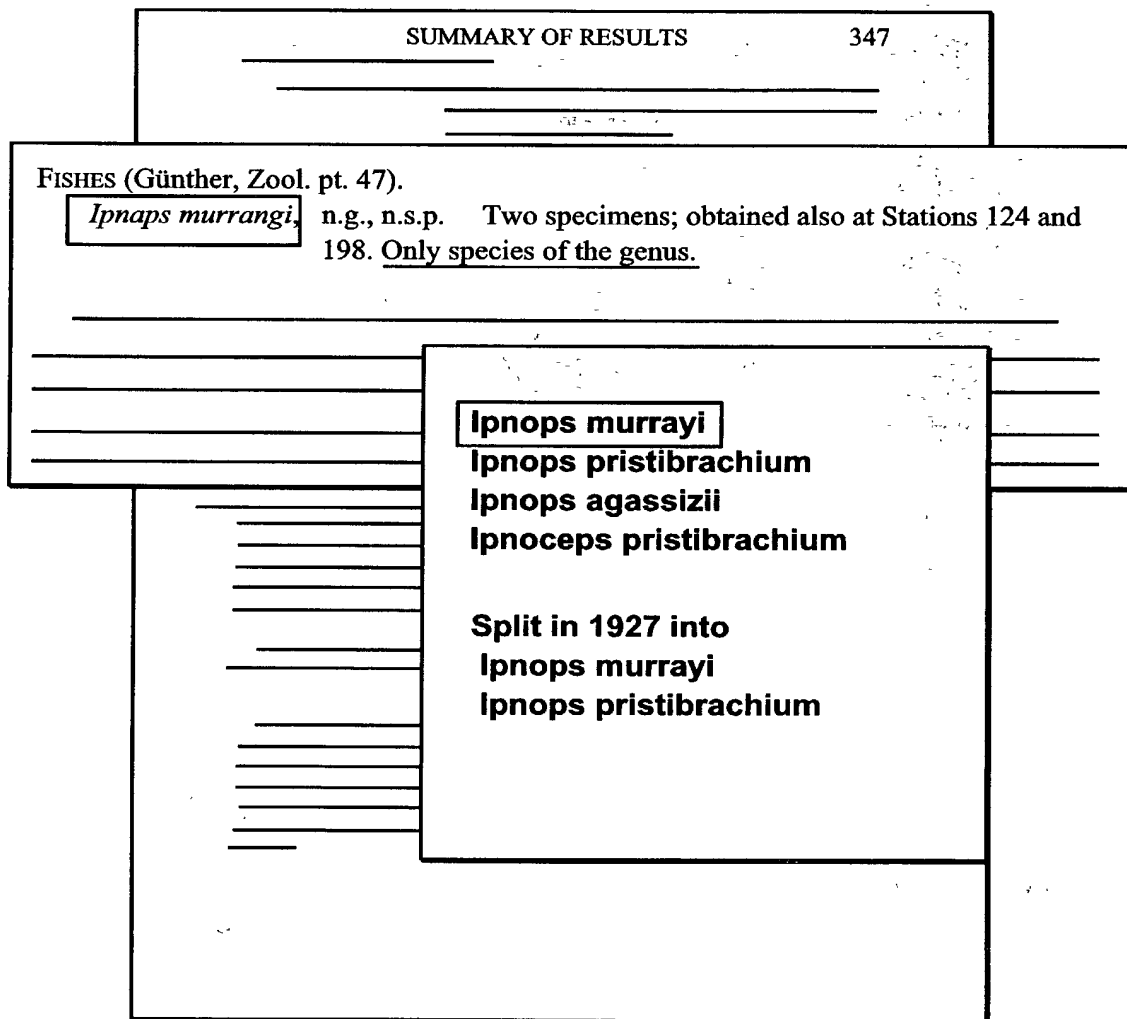 SUMMARY OF RESULTS 347
FISHES (Günther, Zool. pt. 47).
Ipnaps murrangi, n.g., n.s.p. Two specimens; obtained also at Stations 124 and
198. Only species of the genus.
Ipnops murrayi
Ipnops pristibrachium
Ipnops agassizii
Ipnoceps pristibrachium
Split in 1927 into
Ipnops murrayi
Ipnops pristibrachium